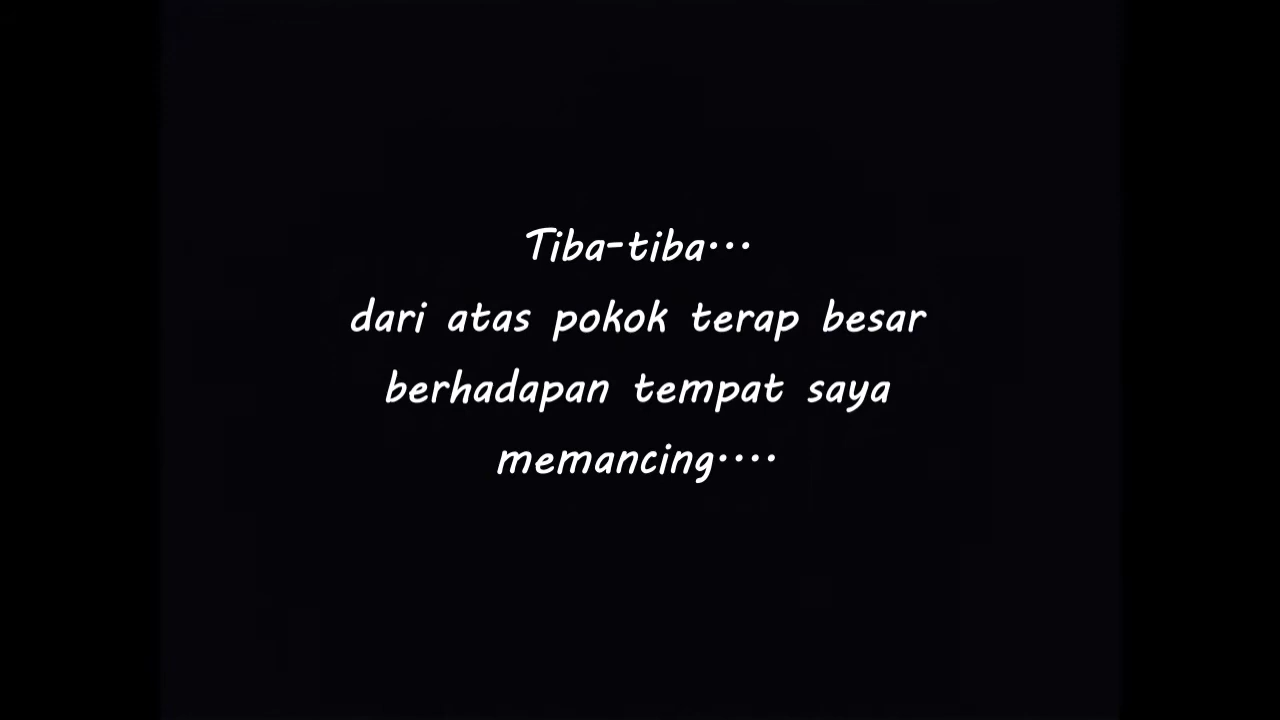 Tiba-tiba...
dari atas pokok terap besar
berhadapan tempat saya
memancing....